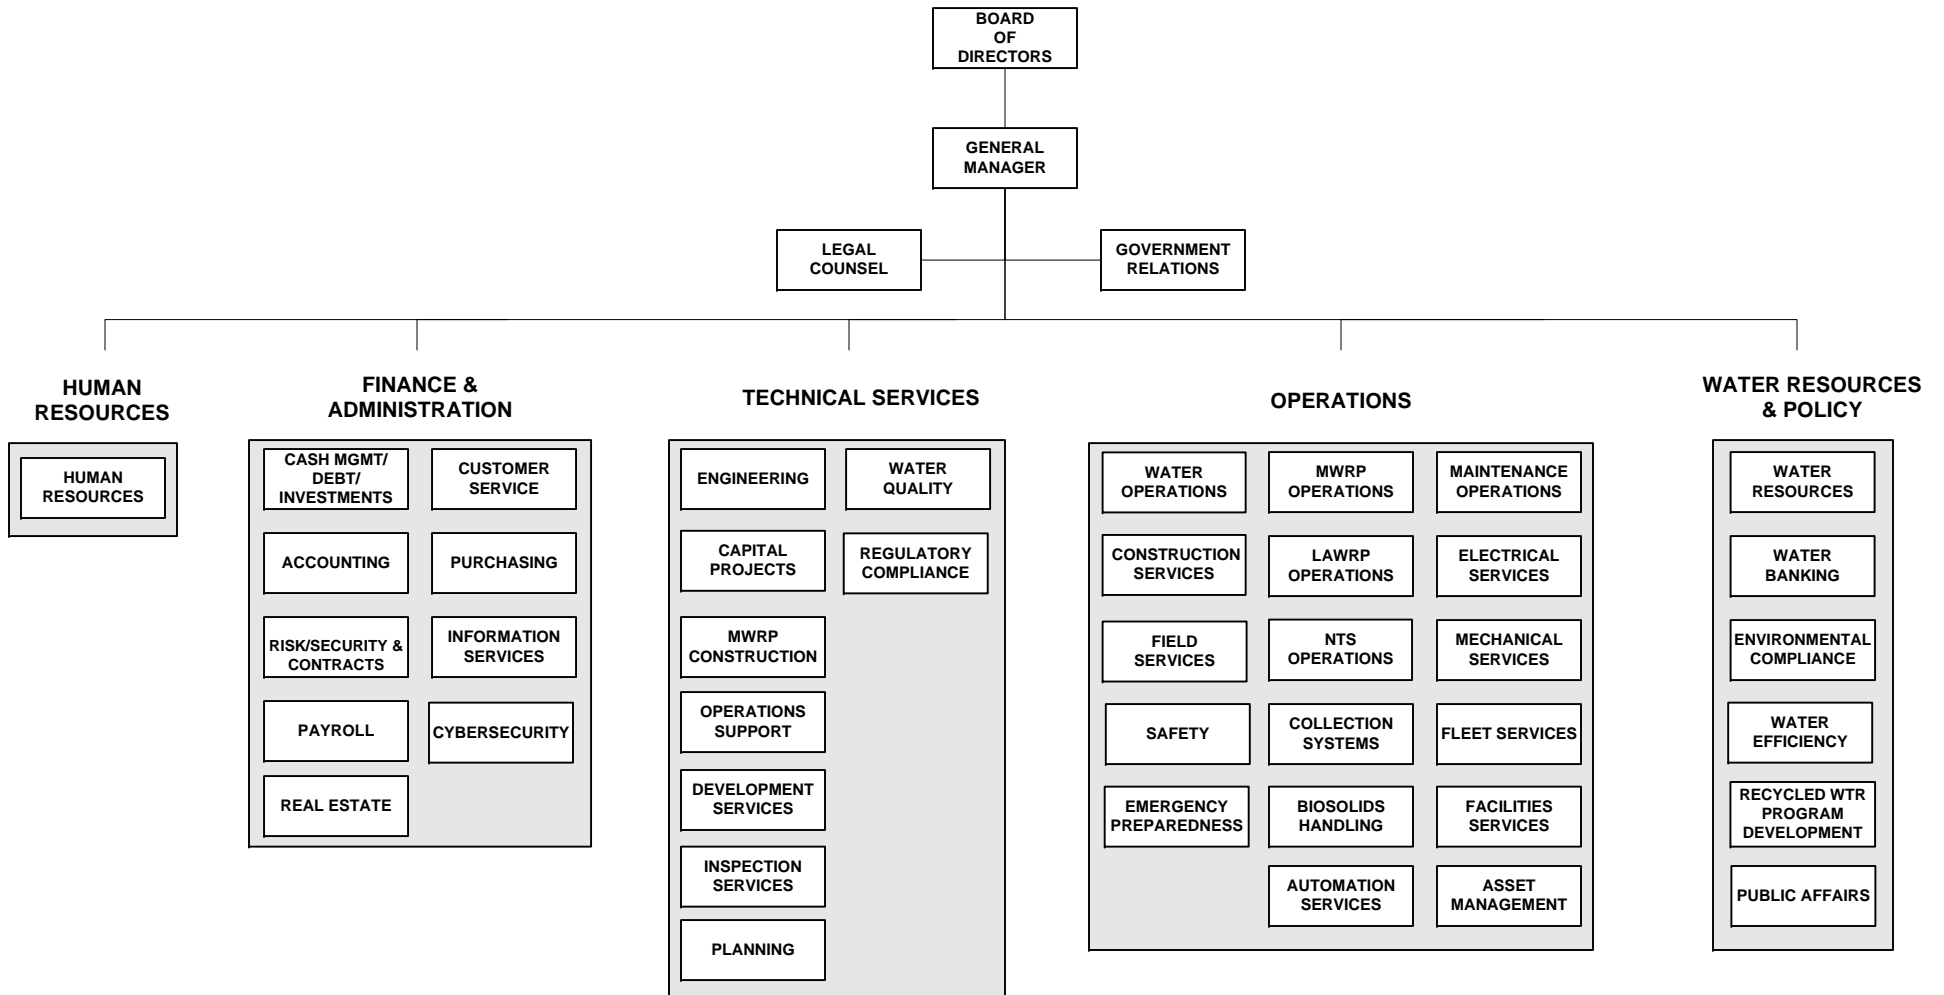 BOARD
OF
DIRECTORS
GENERAL
MANAGER
LEGAL
COUNSEL
GOVERNMENT
RELATIONS
HUMAN
RESOURCES
HUMAN
RESOURCES
FINANCE &
ADMINISTRATION
CASH MGMT/
DEBT/
INVESTMENTS
CUSTOMER
SERVICE
ACCOUNTING
PURCHASING
RISK/SECURITY &
CONTRACTS
INFORMATION
SERVICES
PAYROLL
CYBERSECURITY
REAL ESTATE
TECHNICAL SERVICES
ENGINEERING
WATER
QUALITY
CAPITAL
PROJECTS
REGULATORY
COMPLIANCE
MWRP
CONSTRUCTION
OPERATIONS
SUPPORT
DEVELOPMENT
SERVICES
INSPECTION
SERVICES
PLANNING
OPERATIONS
WATER
OPERATIONS
MWRP
OPERATIONS
MAINTENANCE
OPERATIONS
CONSTRUCTION
SERVICES
LAWRP
OPERATIONS
ELECTRICAL
SERVICES
FIELD
SERVICES
NTS
OPERATIONS
MECHANICAL
SERVICES
SAFETY
COLLECTION
SYSTEMS
FLEET SERVICES
EMERGENCY
PREPAREDNESS
BIOSOLIDS
HANDLING
FACILITIES
SERVICES
AUTOMATION
SERVICES
ASSET
MANAGEMENT
WATER RESOURCES
& POLICY
WATER
RESOURCES
WATER
BANKING
ENVIRONMENTAL
COMPLIANCE
WATER
EFFICIENCY
RECYCLED WTR
PROGRAM
DEVELOPMENT
PUBLIC AFFAIRS